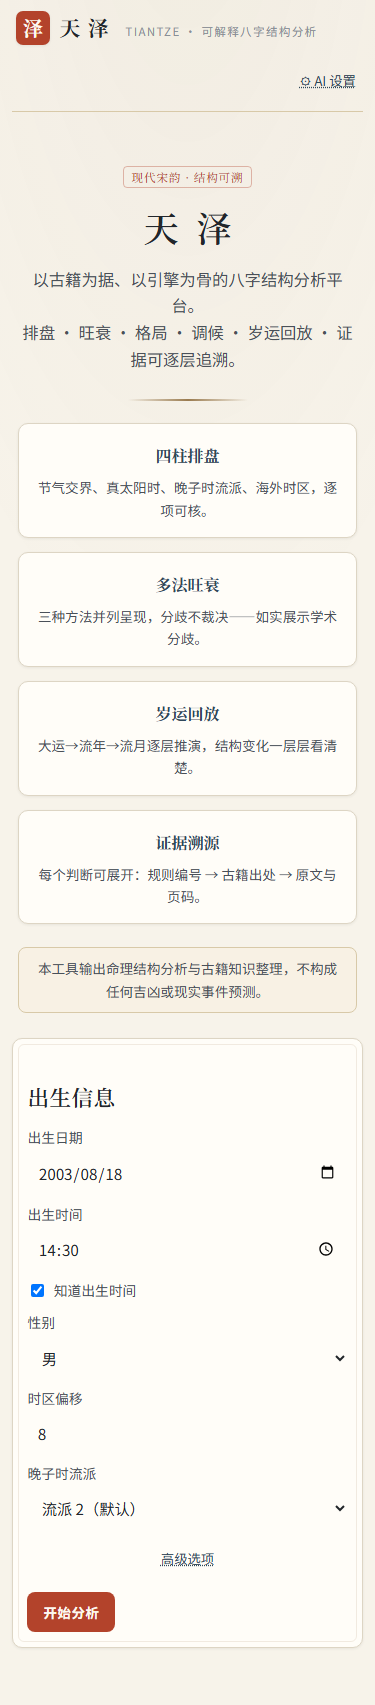 泽 天泽 TIANTZE · 可解释八字结构分析
⚙ AI 设置
现代宋韵 · 结构可溯
天泽
以古籍为据、以引擎为骨的八字结构分析平
台。
排盘 · 旺衰 · 格局 · 调候 · 岁运回放 · 证
据可逐层追溯。
四柱排盘
节气交界、真太阳时、晚子时流派、海外时区，逐
项可核。
多法旺衰
三种方法并列呈现，分歧不裁决——如实展示学术
分歧。
岁运回放
大运→流年→流月逐层推演，结构变化一层层看清
楚。
证据溯源
每个判断可展开：规则编号 → 古籍出处 → 原文与
页码。
本工具输出命理结构分析与古籍知识整理，不构成
任何吉凶或现实事件预测。
出生信息
出生日期
2003/08/18
出生时间
14:30
知道出生时间
性别
男
时区偏移
8
晚子时流派
流派 2（默认）
高级选项
开始分析